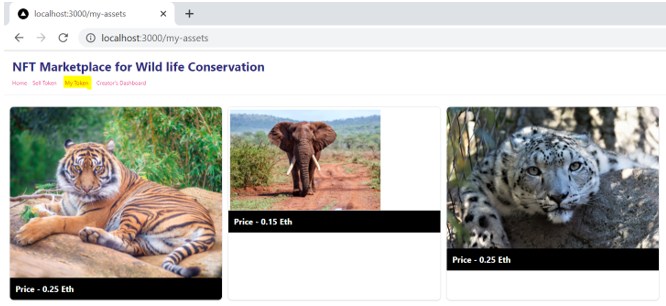 localhost:3000/my-assets
localhost:3000/my-assets
NFT Marketplace for Wild life Conservation
Home Sell Token My Token Creator's Dashboard
Price - 0.25 Eth
Price - 0.15 Eth
Price - 0.25 Eth